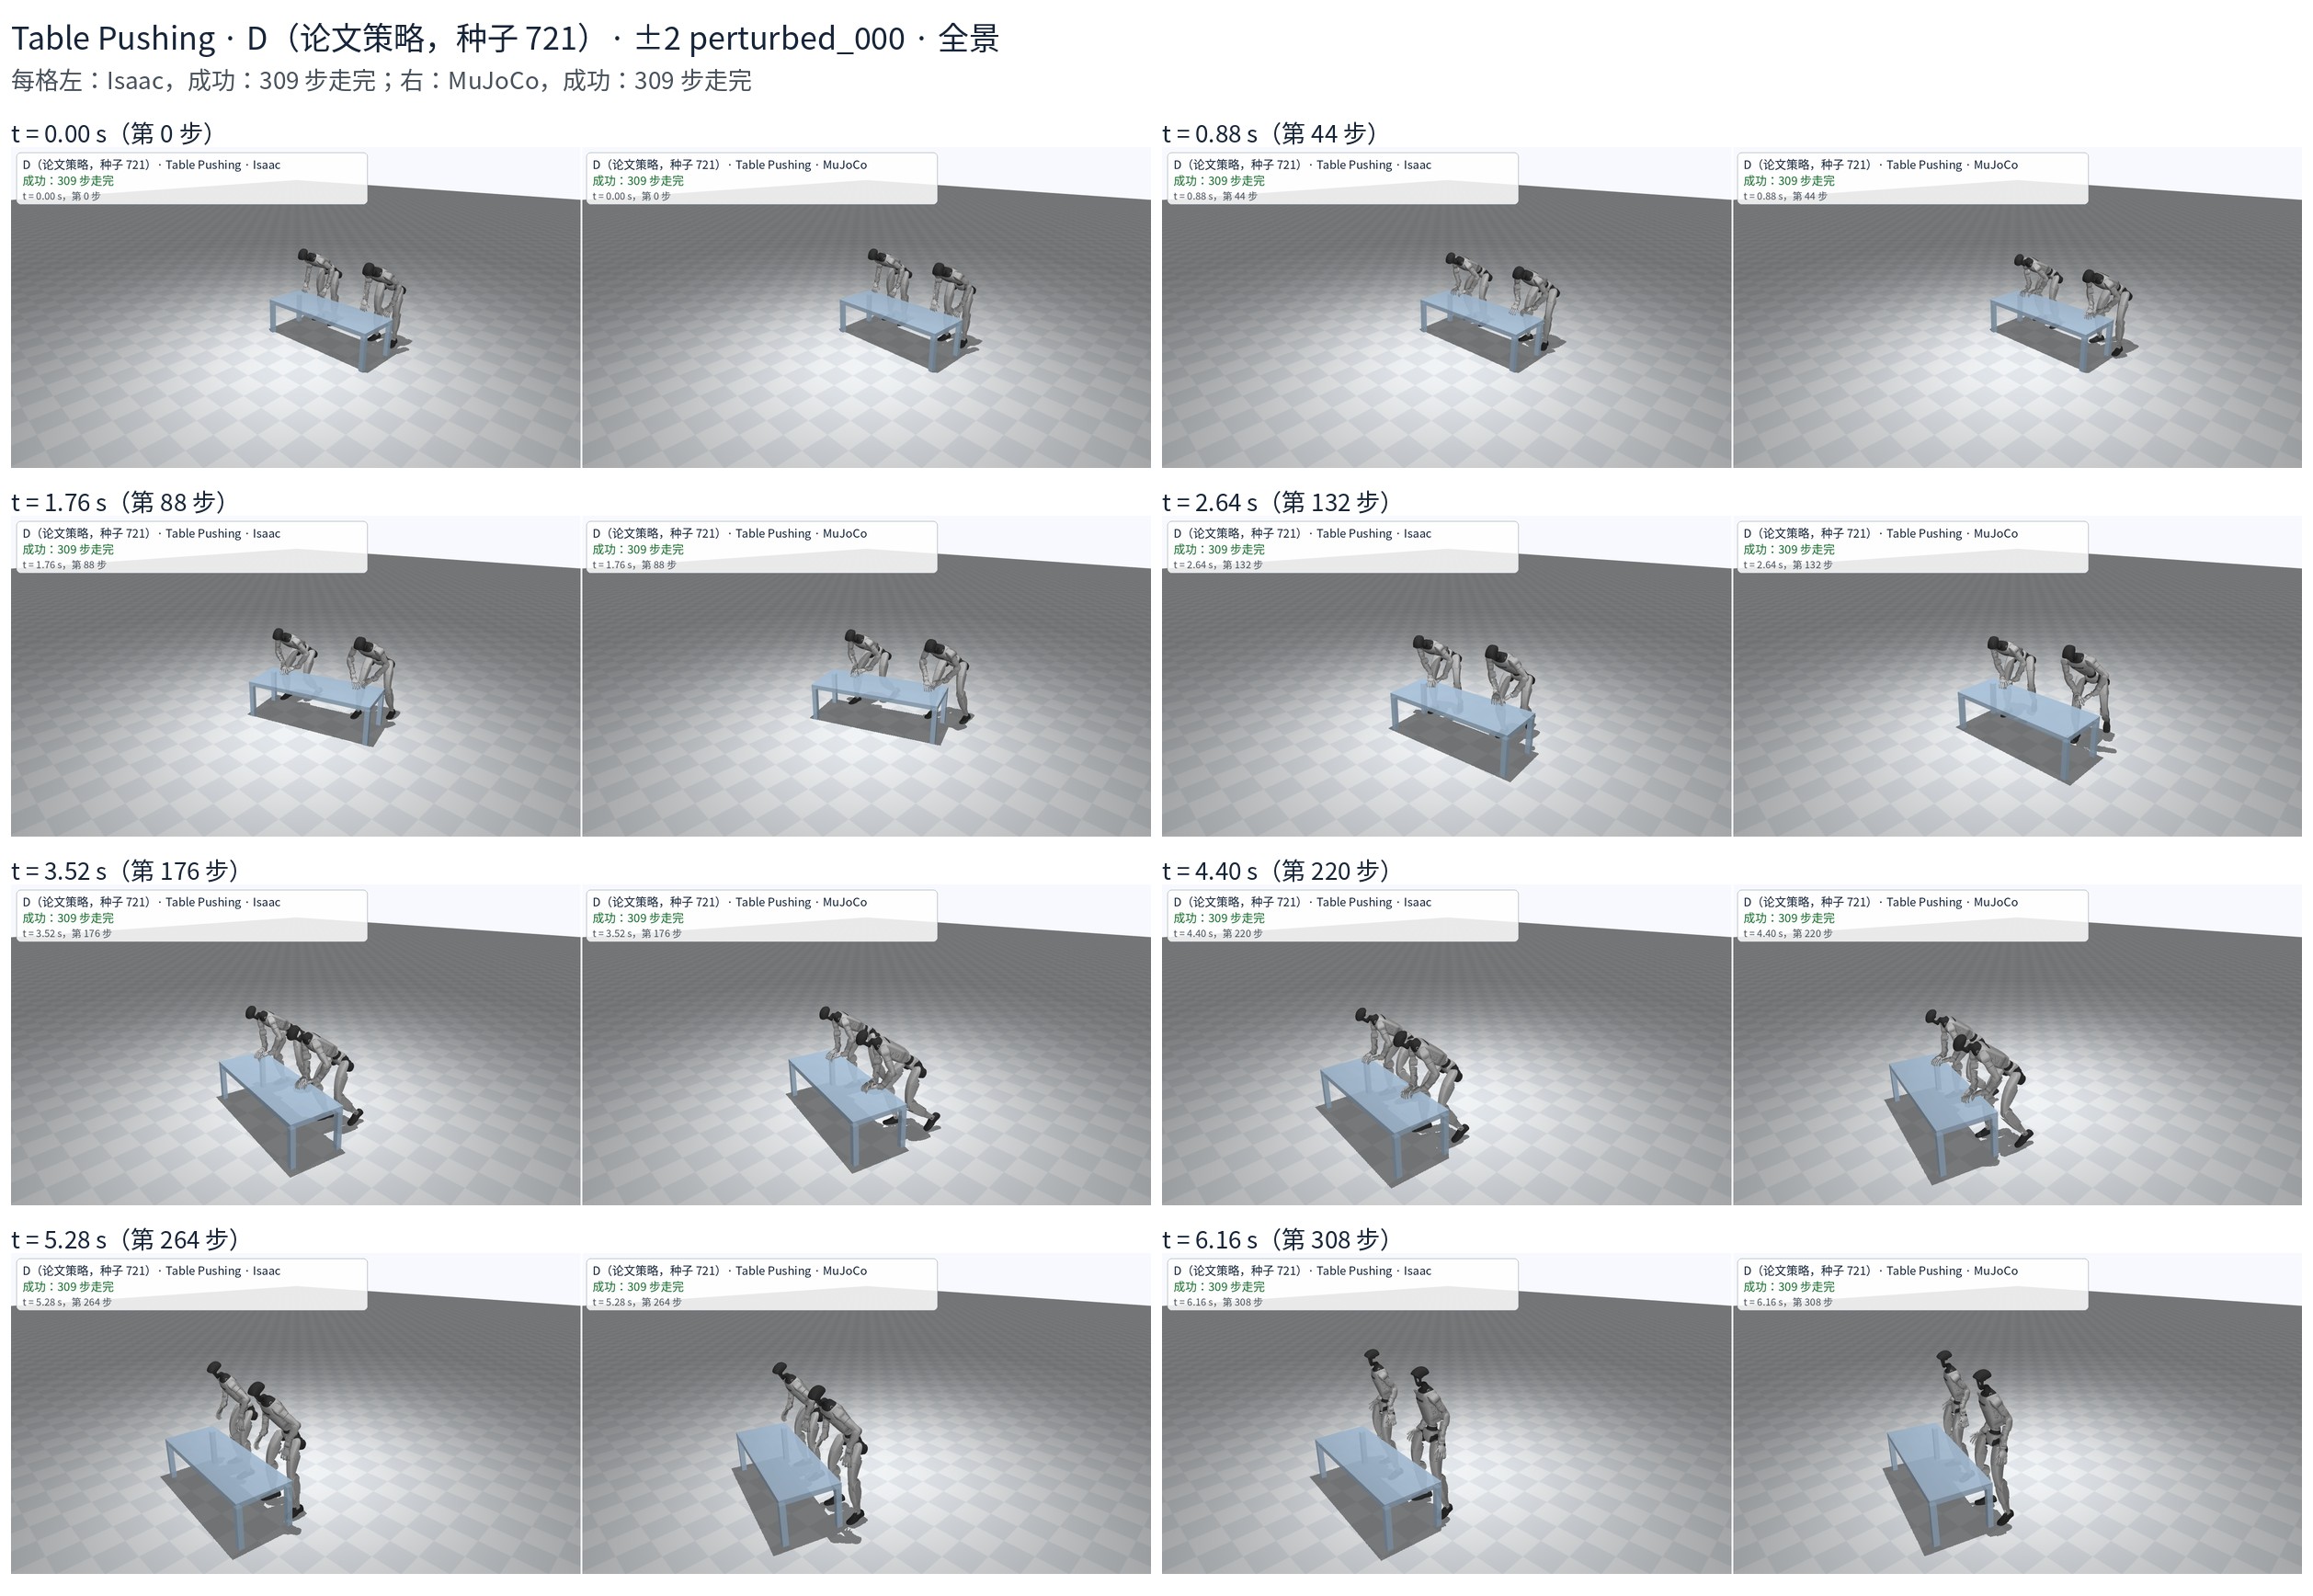 Table Pushing · D（论文策略，种子 721）· ±2 perturbed_000 · 全景
每格左：Isaac，成功：309 步走完；右：MuJoCo，成功：309 步走完
t = 0.00 s（第 0 步）
D（论文策略，种子 721） · Table Pushing · Isaac
成功：309 步走完
t = 0.00 s，第 0 步
D（论文策略，种子 721） · Table Pushing · MuJoCo
成功：309 步走完
t = 0.00 s，第 0 步
t = 0.88 s（第 44 步）
D（论文策略，种子 721） · Table Pushing · Isaac
成功：309 步走完
t = 0.88 s，第 44 步
D（论文策略，种子 721） · Table Pushing · MuJoCo
成功：309 步走完
t = 0.88 s，第 44 步
t = 1.76 s（第 88 步）
D（论文策略，种子 721） · Table Pushing · Isaac
成功：309 步走完
t = 1.76 s，第 88 步
D（论文策略，种子 721） · Table Pushing · MuJoCo
成功：309 步走完
t = 1.76 s，第 88 步
t = 2.64 s（第 132 步）
D（论文策略，种子 721） · Table Pushing · Isaac
成功：309 步走完
t = 2.64 s，第 132 步
D（论文策略，种子 721） · Table Pushing · MuJoCo
成功：309 步走完
t = 2.64 s，第 132 步
t = 3.52 s（第 176 步）
D（论文策略，种子 721） · Table Pushing · Isaac
成功：309 步走完
t = 3.52 s，第 176 步
D（论文策略，种子 721） · Table Pushing · MuJoCo
成功：309 步走完
t = 3.52 s，第 176 步
t = 4.40 s（第 220 步）
D（论文策略，种子 721） · Table Pushing · Isaac
成功：309 步走完
t = 4.40 s，第 220 步
D（论文策略，种子 721） · Table Pushing · MuJoCo
成功：309 步走完
t = 4.40 s，第 220 步
t = 5.28 s（第 264 步）
D（论文策略，种子 721） · Table Pushing · Isaac
成功：309 步走完
t = 5.28 s，第 264 步
D（论文策略，种子 721） · Table Pushing · MuJoCo
成功：309 步走完
t = 5.28 s，第 264 步
t = 6.16 s（第 308 步）
D（论文策略，种子 721） · Table Pushing · Isaac
成功：309 步走完
t = 6.16 s，第 308 步
D（论文策略，种子 721） · Table Pushing · MuJoCo
成功：309 步走完
t = 6.16 s，第 308 步